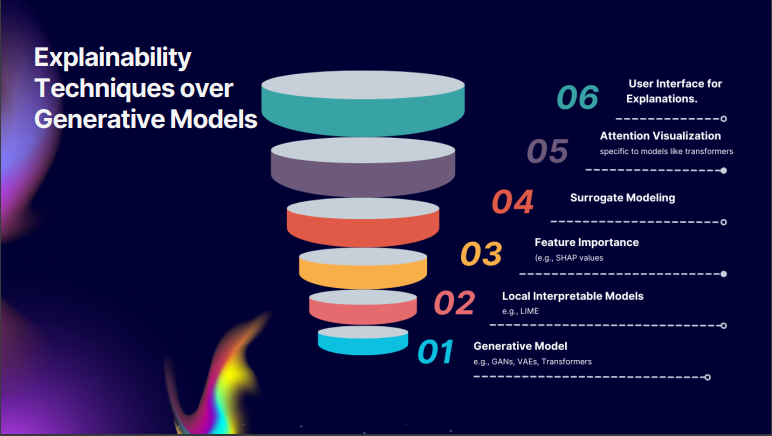 Explainability
Techniques over
Generative Models
06
User Interface for
Explanations.
05
Attention Visualization
specific to models like transformers
04
Surrogate Modeling
03
Feature Importance
(e.g., SHAP values
02
Local Interpretable Models
e.g., LIME
01
Generative Model
e.g., GANs, VAEs, Transformers